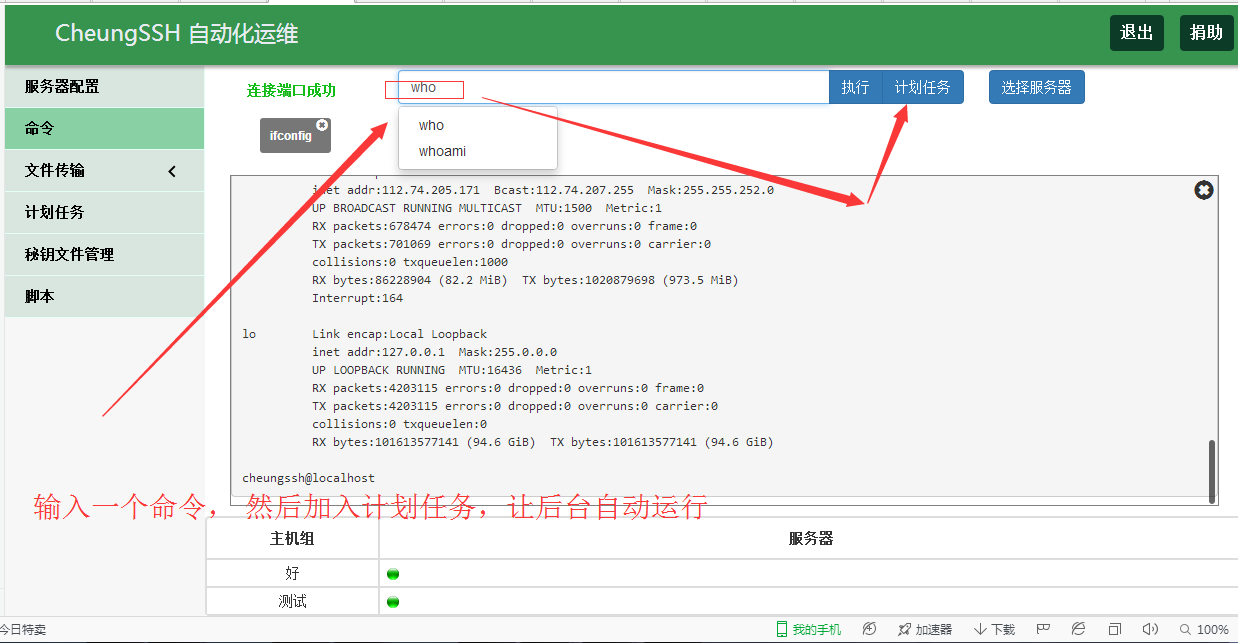 CheungSSH 自动化运维
退出
捐助
服务器配置
命令
文件传输
计划任务
秘钥文件管理
脚本
连接端口成功
who
执行
计划任务
选择服务器
ifconfig
who
whoami
inet addr:112.74.205.171 Bcast:112.74.207.255 Mask:255.255.252.0
UP BROADCAST RUNNING MULTICAST MTU:1500 Metric:1
RX packets:678474 errors:0 dropped:0 overruns:0 frame:0
TX packets:701069 errors:0 dropped:0 overruns:0 carrier:0
collisions:0 txqueuelen:1000
RX bytes:86228904 (82.2 MiB) TX bytes:1020879698 (973.5 MiB)
Interrupt:164
lo Link encap:Local Loopback
inet addr:127.0.0.1 Mask:255.0.0.0
UP LOOPBACK RUNNING MTU:16436 Metric:1
RX packets:4203115 errors:0 dropped:0 overruns:0 frame:0
TX packets:4203115 errors:0 dropped:0 overruns:0 carrier:0
collisions:0 txqueuelen:0
RX bytes:101613577141 (94.6 GiB) TX bytes:101613577141 (94.6 GiB)
cheungssh@localhost
输入一个命令，然后加入计划任务，让后台自动运行
主机组 服务器
好
测试
今日特卖
我的手机
加速器
下载
100%